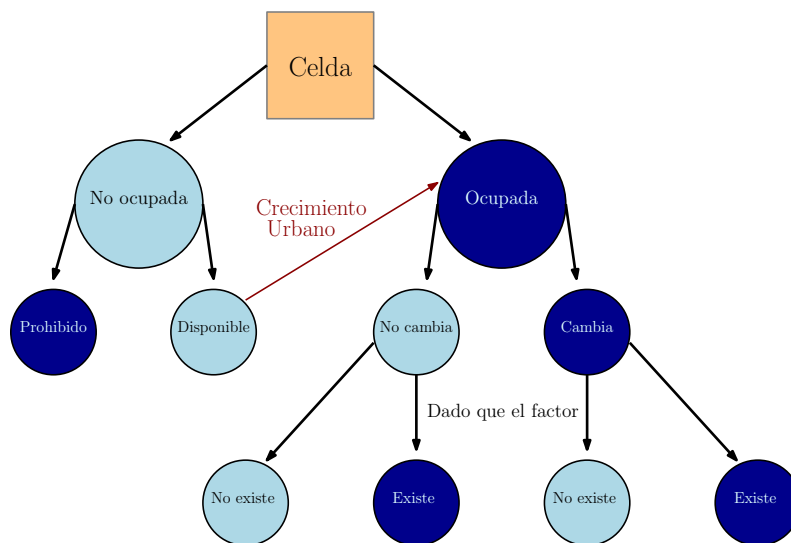 Celda
No ocupada
Ocupada
Crecimiento
Urbano
Prohibido
Disponible
No cambia
Cambia
Dado que el factor
No existe
Existe
No existe
Existe